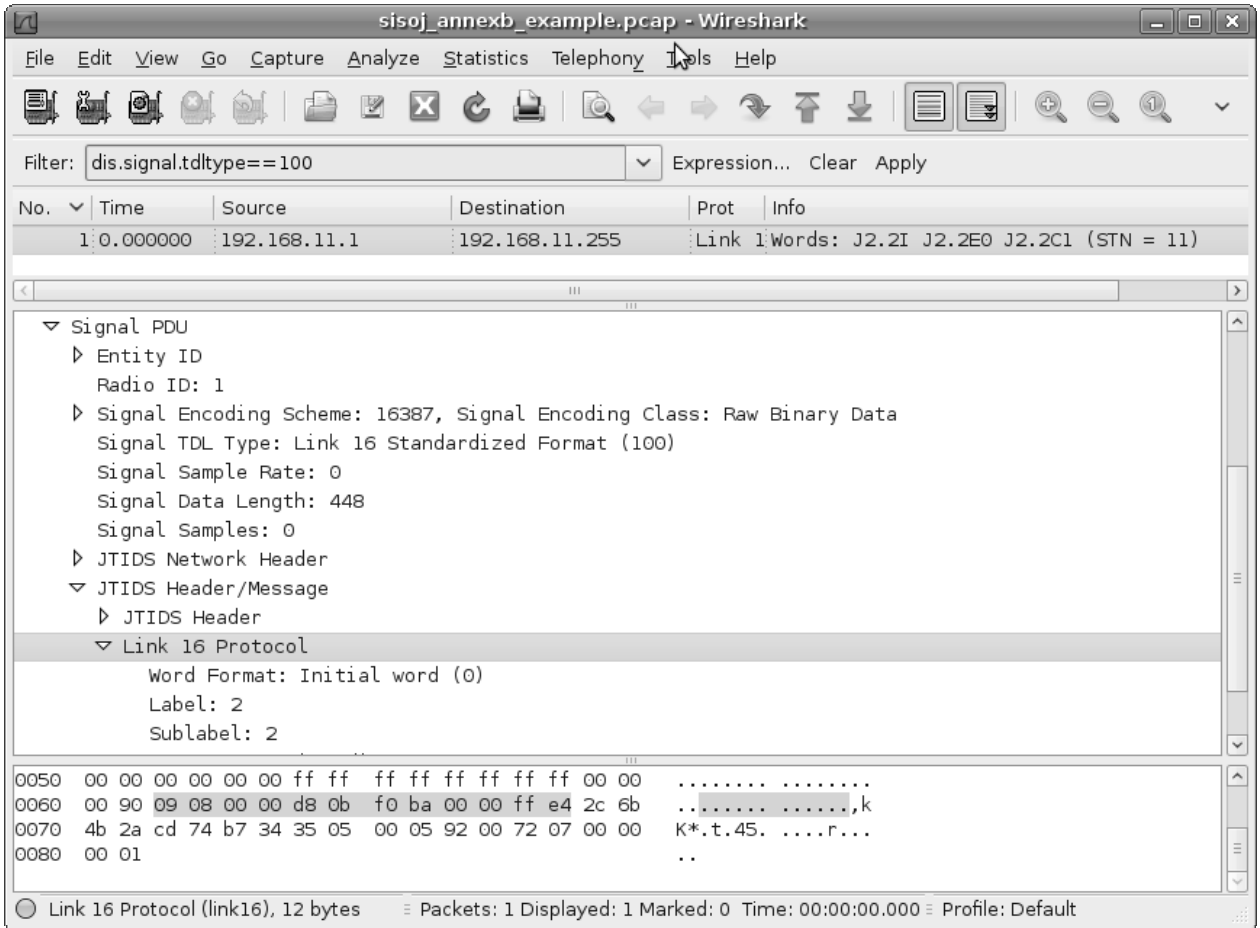 sisoj_annexb_example.pcap - Wireshark
File Edit View Go Capture Analyze Statistics Telephony Tools Help
Filter: dis.signal.tdltype==100 Expression... Clear Apply
No. Time Source Destination Prot Info
1 0.000000 192.168.11.1 192.168.11.255 Link 1 Words: J2.2I J2.2E0 J2.2C1 (STN = 11)
Signal PDU
Entity ID
Radio ID: 1
Signal Encoding Scheme: 16387, Signal Encoding Class: Raw Binary Data
Signal TDL Type: Link 16 Standardized Format (100)
Signal Sample Rate: 0
Signal Data Length: 448
Signal Samples: 0
JTIDS Network Header
JTIDS Header/Message
JTIDS Header
Link 16 Protocol
Word Format: Initial word (0)
Label: 2
Sublabel: 2
0050 00 00 00 00 00 00 ff ff ff ff ff ff ff ff 00 00 ........ ........
0060 00 90 09 08 00 00 d8 0b f0 ba 00 00 ff e4 2c 6b ........ ......,k
0070 4b 2a cd 74 b7 34 35 05 00 05 92 00 72 07 00 00 K*.t.45. ....r...
0080 00 01 ..
Link 16 Protocol (link16), 12 bytes Packets: 1 Displayed: 1 Marked: 0 Time: 00:00:00.000 Profile: Default